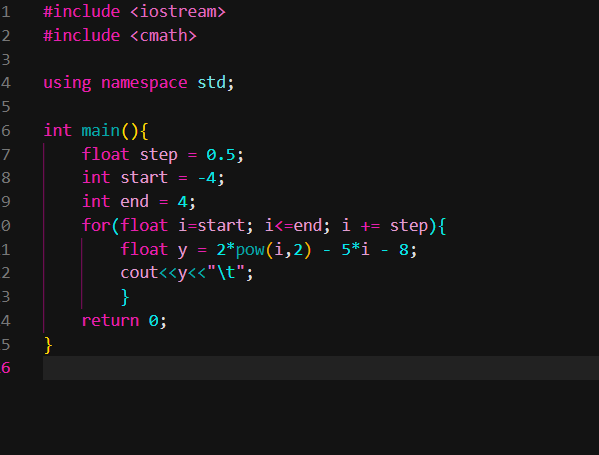 1 #include <iostream>
2 #include <cmath>
3
4 using namespace std;
5
6 int main(){
7 float step = 0.5;
8 int start = -4;
9 int end = 4;
0 for(float i=start; i<=end; i += step){
1 float y = 2*pow(i,2) - 5*i - 8;
2 cout<<y<<"\t";
3 }
4 return 0;
5 }
6